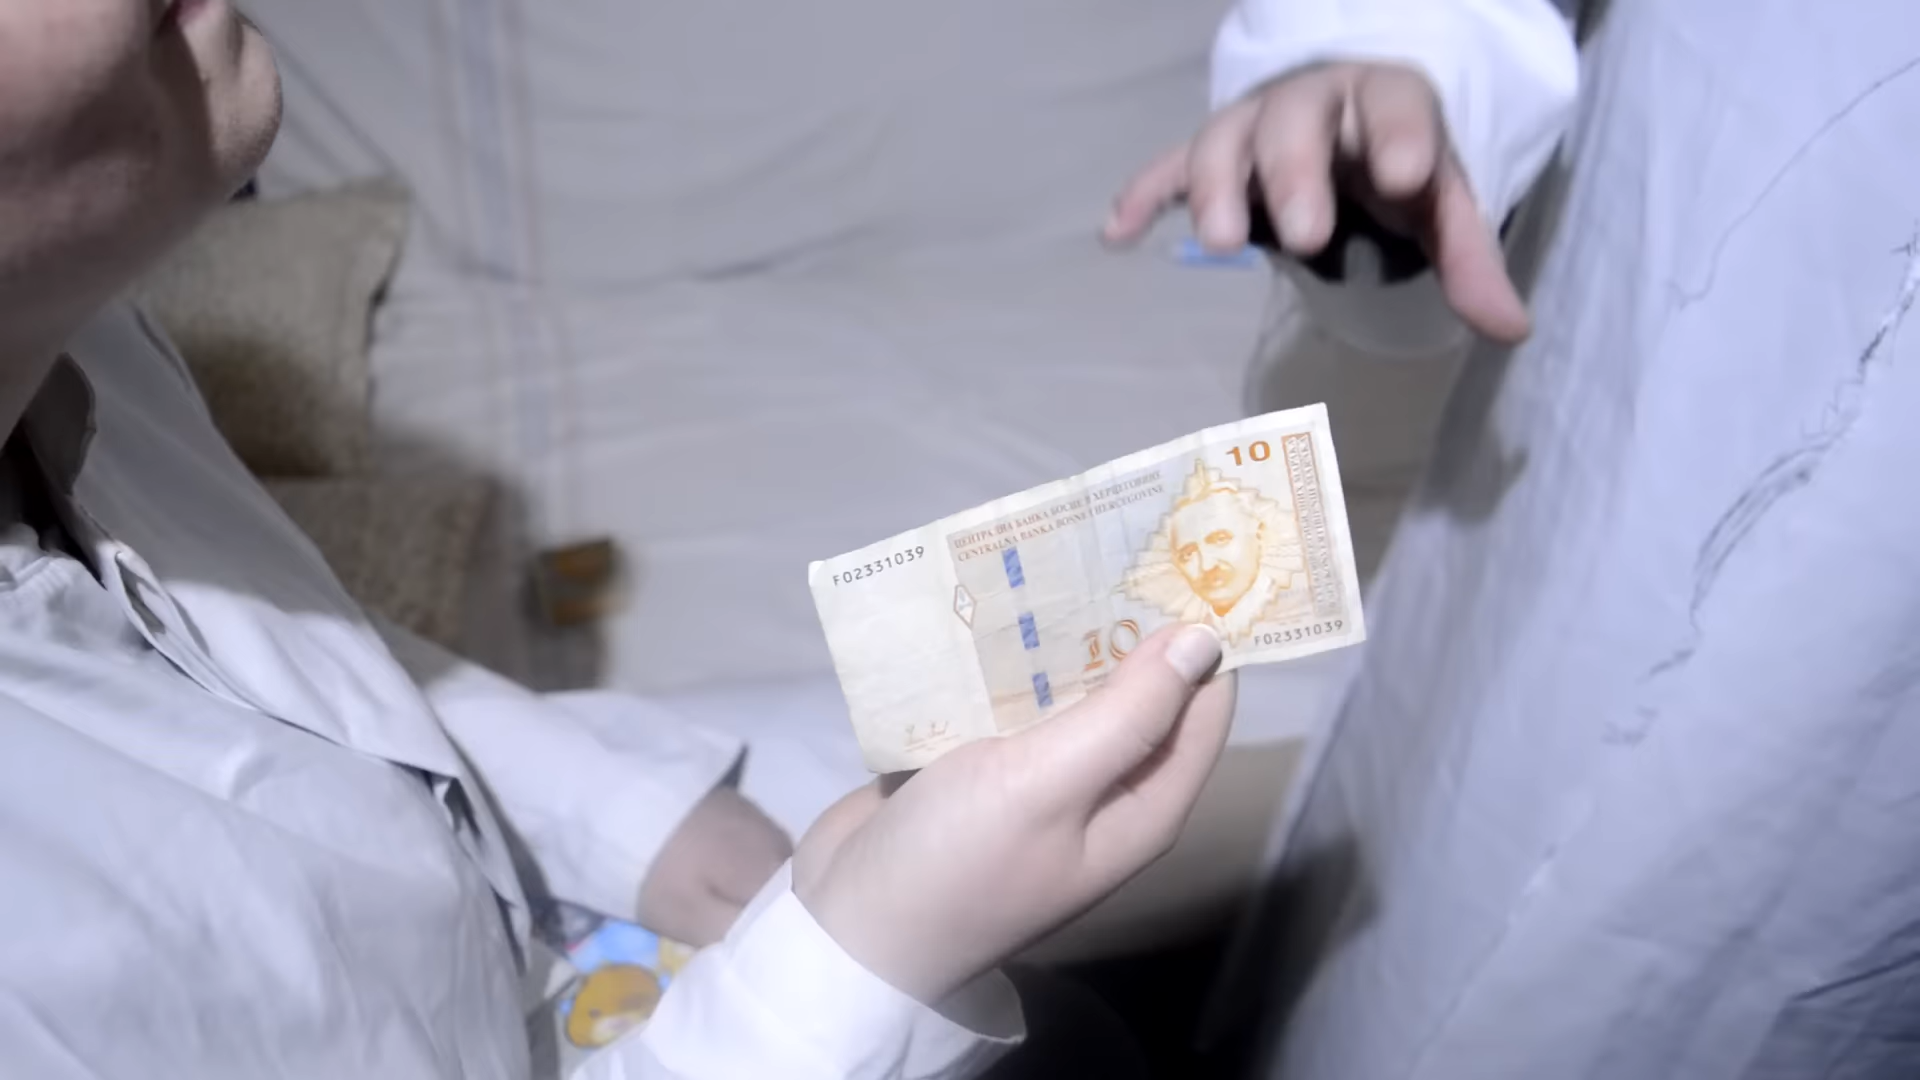 10
ЦЕНТРАЛНА БАНКА БОСНЕ И ХЕРЦЕГОВИНЕ
CENTRALNA BANKA BOSNE I HERCEGOVINE
F02331039
10
F02331039